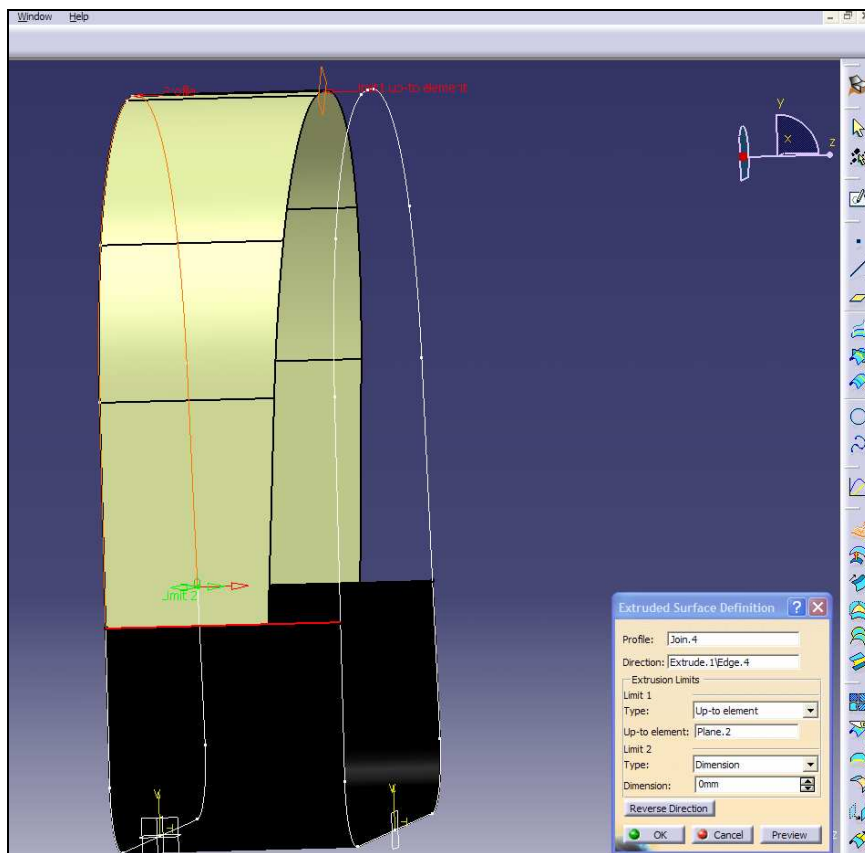 Window Help
Profile
Limit 1 up-to element
y
x
z
Limit 2
Extruded Surface Definition
Profile: Join.4
Direction: Extrude.1\Edge.4
Extrusion Limits
Limit 1
Type: Up-to element
Up-to element: Plane.2
Limit 2
Type: Dimension
Dimension: 0mm
Reverse Direction
OK Cancel Preview